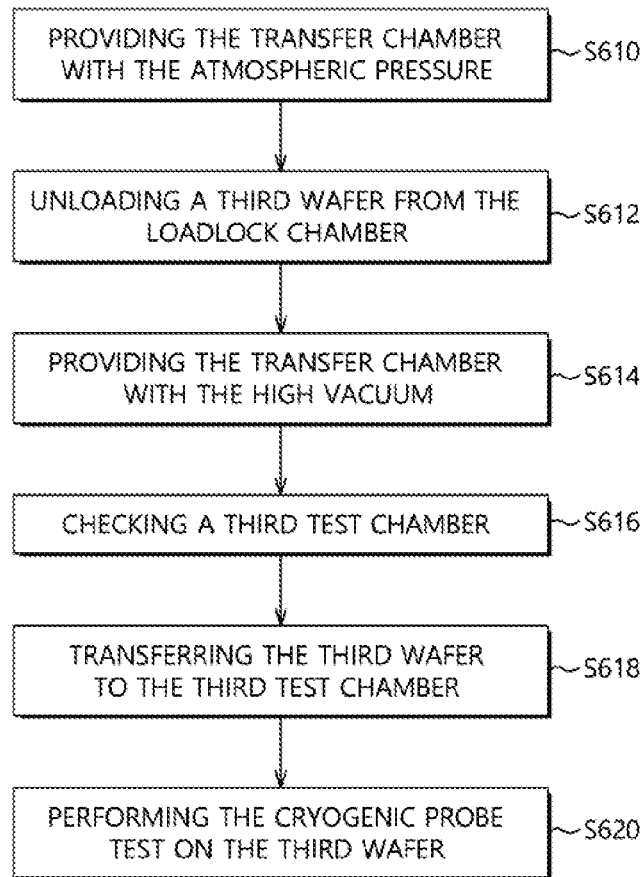 PROVIDING THE TRANSFER CHAMBER
WITH THE ATMOSPHERIC PRESSURE
S610
UNLOADING A THIRD WAFER FROM THE
LOADLOCK CHAMBER
S612
PROVIDING THE TRANSFER CHAMBER
WITH THE HIGH VACUUM
S614
CHECKING A THIRD TEST CHAMBER
S616
TRANSFERRING THE THIRD WAFER
TO THE THIRD TEST CHAMBER
S618
PERFORMING THE CRYOGENIC PROBE
TEST ON THE THIRD WAFER
S620